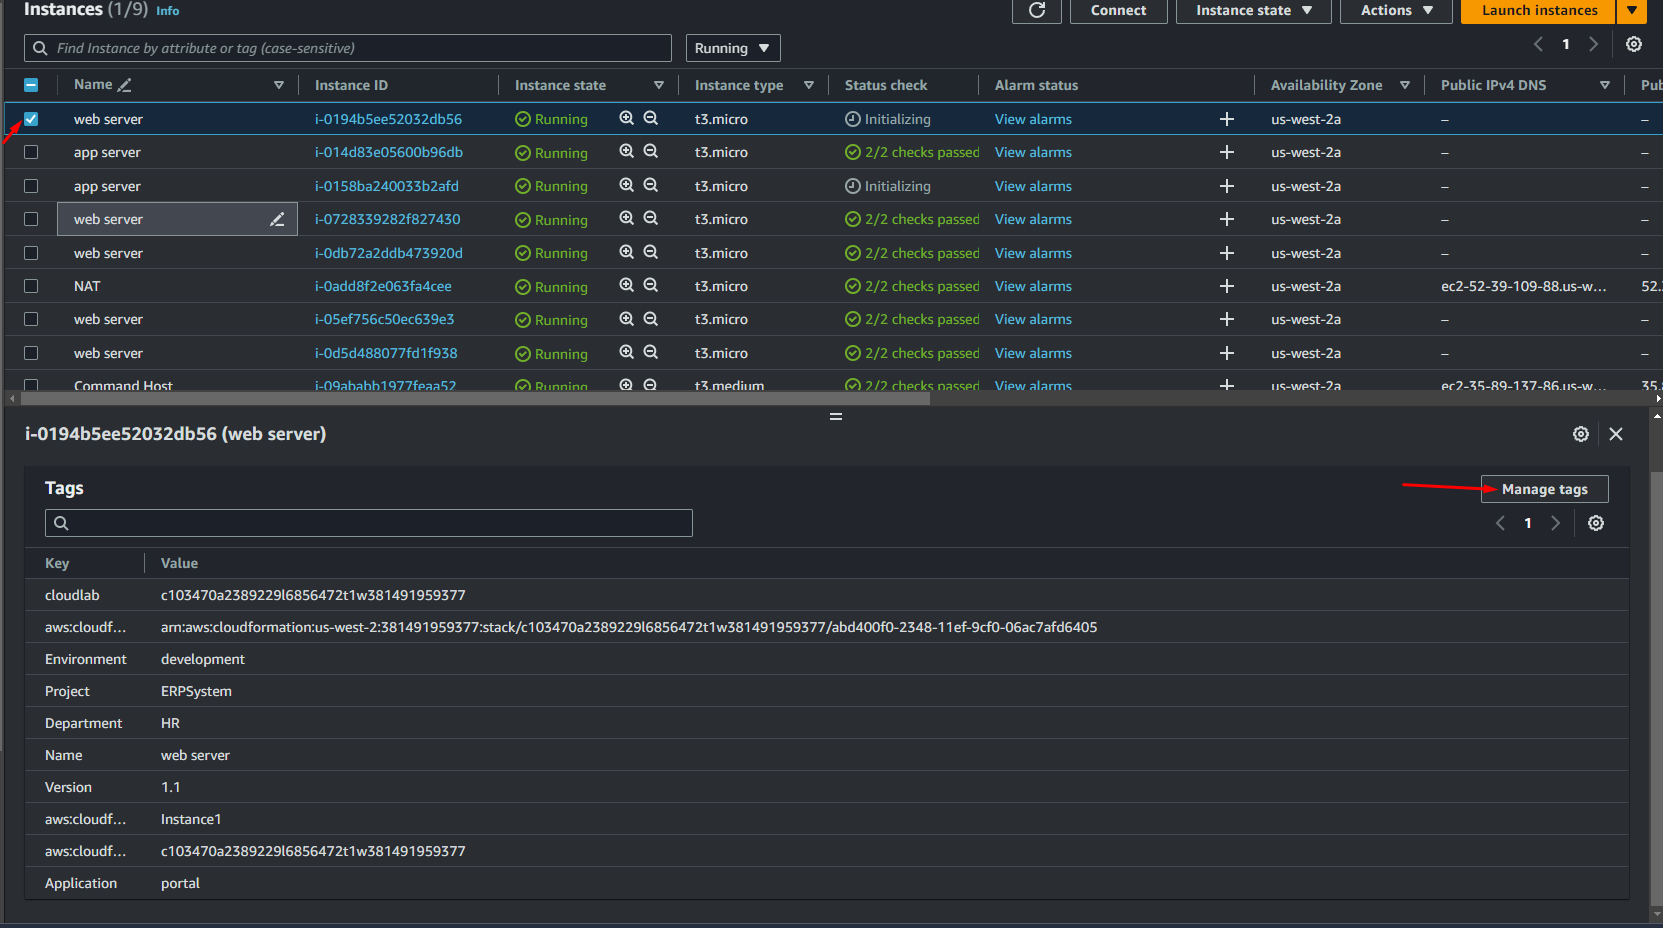 Instances (1/9) Info
Connect
Instance state
Actions
Launch instances
Find Instance by attribute or tag (case-sensitive)
Running
1
Name Instance ID Instance state Instance type Status check Alarm status Availability Zone Public IPv4 DNS Pub
web server i-0194b5ee52032db56 Running t3.micro Initializing View alarms + us-west-2a – –
app server i-014d83e05600b96db Running t3.micro 2/2 checks passed View alarms + us-west-2a – –
app server i-0158ba240033b2afd Running t3.micro Initializing View alarms + us-west-2a – –
web server i-0728339282f827430 Running t3.micro 2/2 checks passed View alarms + us-west-2a – –
web server i-0db72a2ddb473920d Running t3.micro 2/2 checks passed View alarms + us-west-2a – –
NAT i-0add8f2e063fa4cee Running t3.micro 2/2 checks passed View alarms + us-west-2a ec2-52-39-109-88.us-w... 52.
web server i-05ef756c50ec639e3 Running t3.micro 2/2 checks passed View alarms + us-west-2a – –
web server i-0d5d488077fd1f938 Running t3.micro 2/2 checks passed View alarms + us-west-2a – –
Command Host i-09ababb1977feaa52 Running t3.medium 2/2 checks passed View alarms + us-west-2a ec2-35-89-137-86.us-w... 35.
i-0194b5ee52032db56 (web server)
Tags
Manage tags
1
Key Value
cloudlab c103470a2389229l6856472t1w381491959377
aws:cloudf... arn:aws:cloudformation:us-west-2:381491959377:stack/c103470a2389229l6856472t1w381491959377/abd400f0-2348-11ef-9cf0-06ac7afd6405
Environment development
Project ERPSystem
Department HR
Name web server
Version 1.1
aws:cloudf... Instance1
aws:cloudf... c103470a2389229l6856472t1w381491959377
Application portal